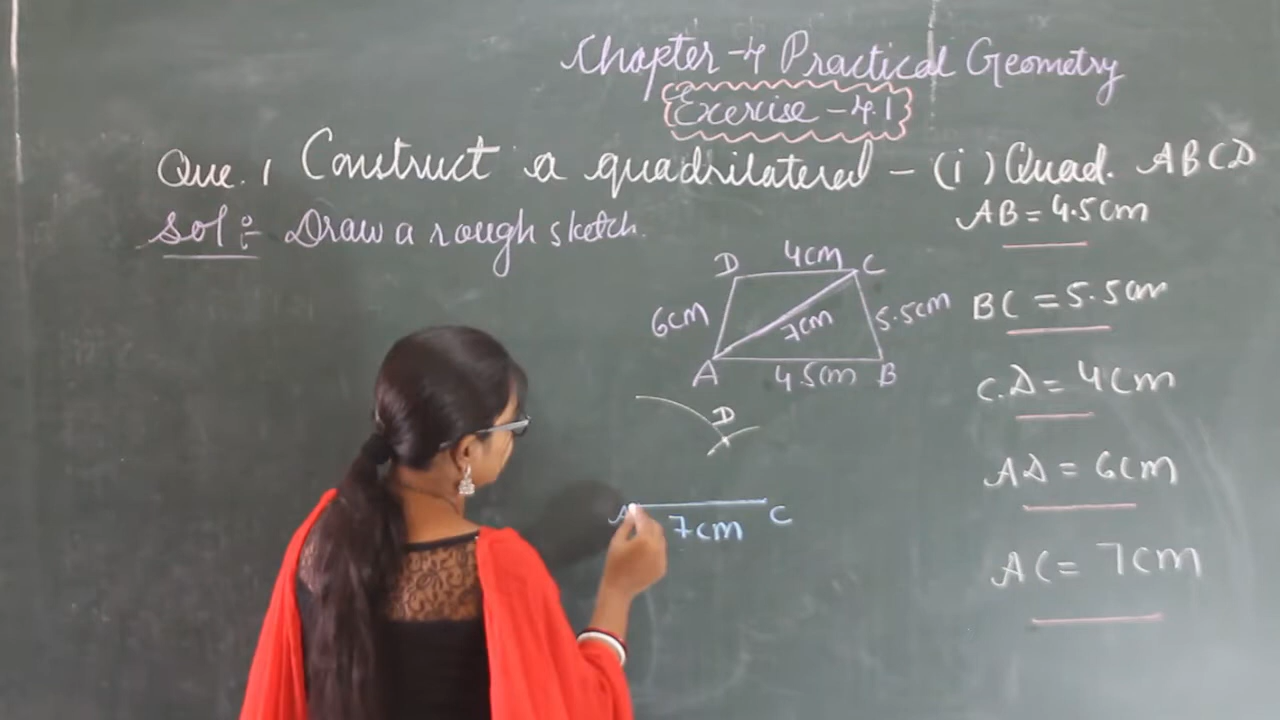 Chapter-4 Practical Geometry
Exercise-4.1
Que. 1 Construct a quadrilateral - (i) Quad. ABCD
Sol :- Draw a rough sketch.
AB = 4.5cm
BC = 5.5cm
C.D = 4cm
AD = 6cm
AC = 7cm
4cm
D
C
6cm
7cm
5.5cm
A
4.5cm
B
D
A
7cm
C